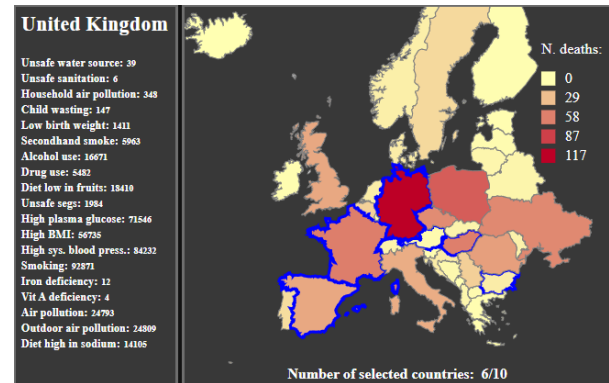 United Kingdom
Unsafe water source: 39
Unsafe sanitation: 6
Household air pollution: 348
Child wasting: 147
Low birth weight: 1411
Secondhand smoke: 5963
Alcohol use: 16671
Drug use: 5482
Diet low in fruits: 18410
Unsafe segs: 1984
High plasma glucose: 71546
High BMI: 56735
High sys. blood press.: 84232
Smoking: 92871
Iron deficiency: 12
Vit A deficiency: 4
Air pollution: 24793
Outdoor air pollution: 24809
Diet high in sodium: 14105
N. deaths:
0
29
58
87
117
Number of selected countries: 6/10